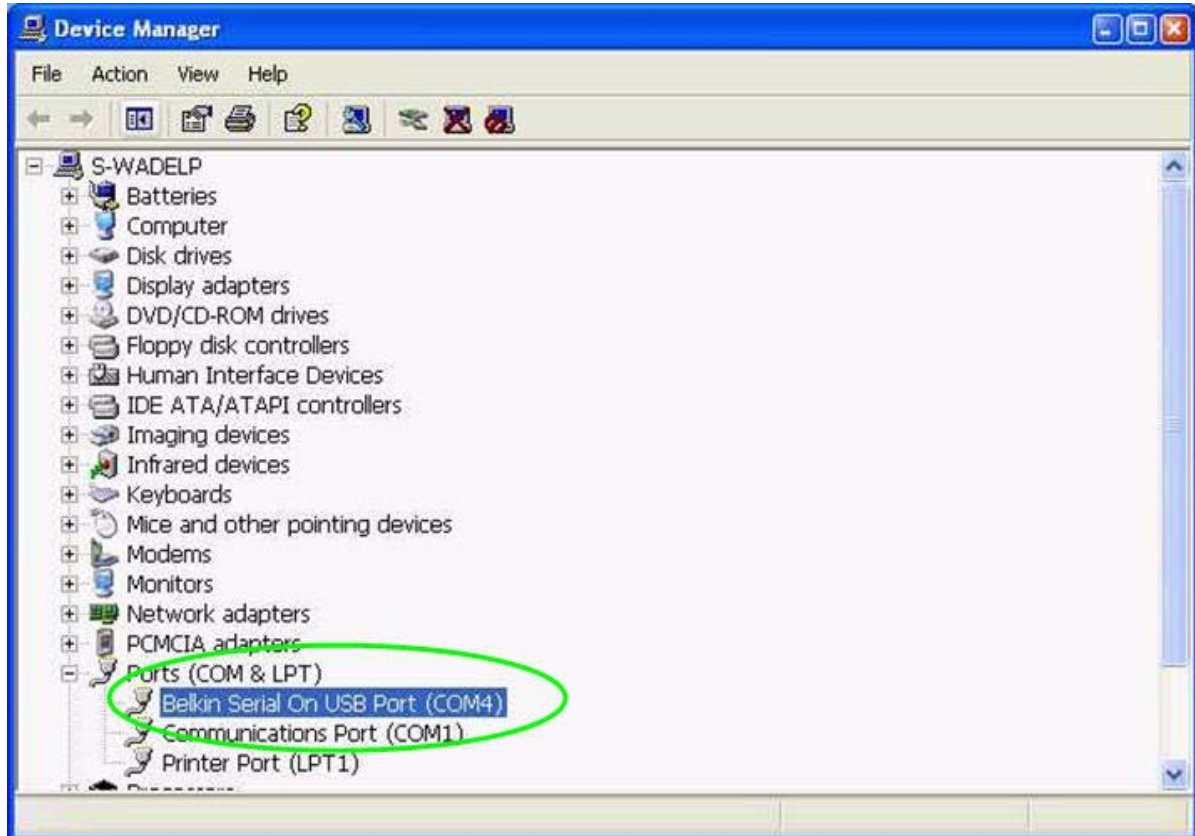 Device Manager
File Action View Help
S-WADELP
Batteries
Computer
Disk drives
Display adapters
DVD/CD-ROM drives
Floppy disk controllers
Human Interface Devices
IDE ATA/ATAPI controllers
Imaging devices
Infrared devices
Keyboards
Mice and other pointing devices
Modems
Monitors
Network adapters
PCMCIA adapters
Ports (COM & LPT)
Belkin Serial On USB Port (COM4)
Communications Port (COM1)
Printer Port (LPT1)